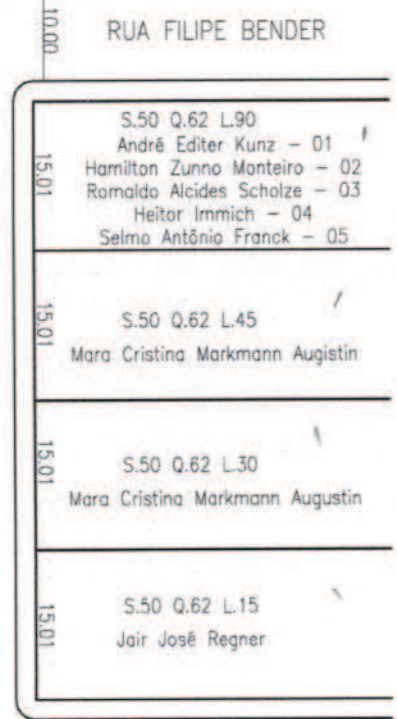 10.00
RUA FILIPE BENDER
15.01
S.50 Q.62 L.90
André Editer Kunz – 01
Hamilton Zunno Monteiro – 02
Romaldo Alcides Scholze – 03
Heitor Immich – 04
Selmo Antônio Franck – 05
15.01
S.50 Q.62 L.45
Mara Cristina Markmann Augistin
15.01
S.50 Q.62 L.30
Mara Cristina Markmann Augustin
15.01
S.50 Q.62 L.15
Jair José Regner